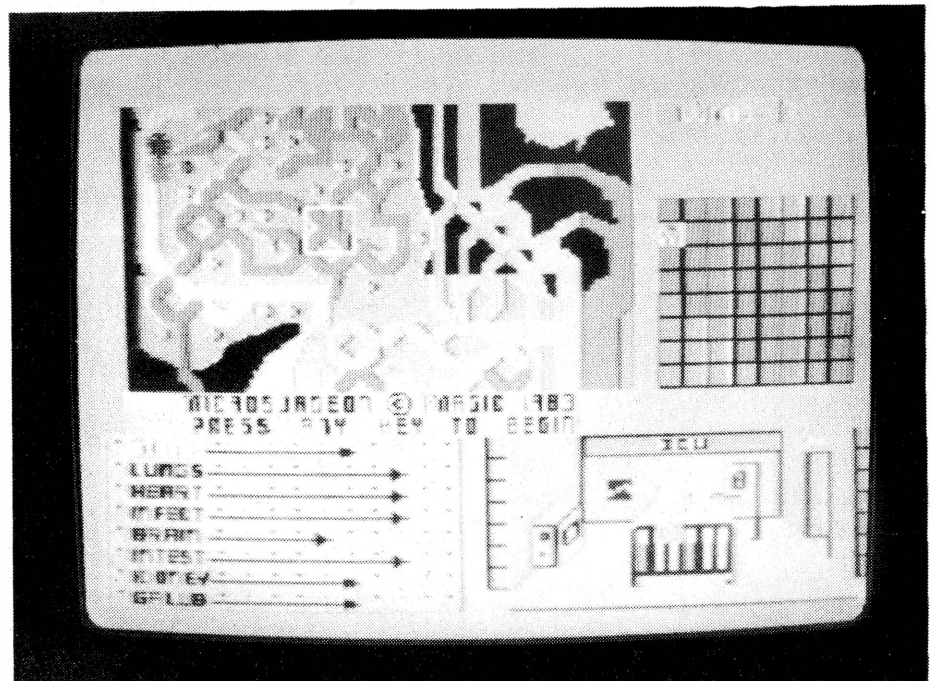 MICROSURGEON © IMAGIC 1983
PRESS ANY KEY TO BEGIN
LUNGS
HEART
INFECT
BRAIN
INTEST
KIDNEY
GALLB
ICU